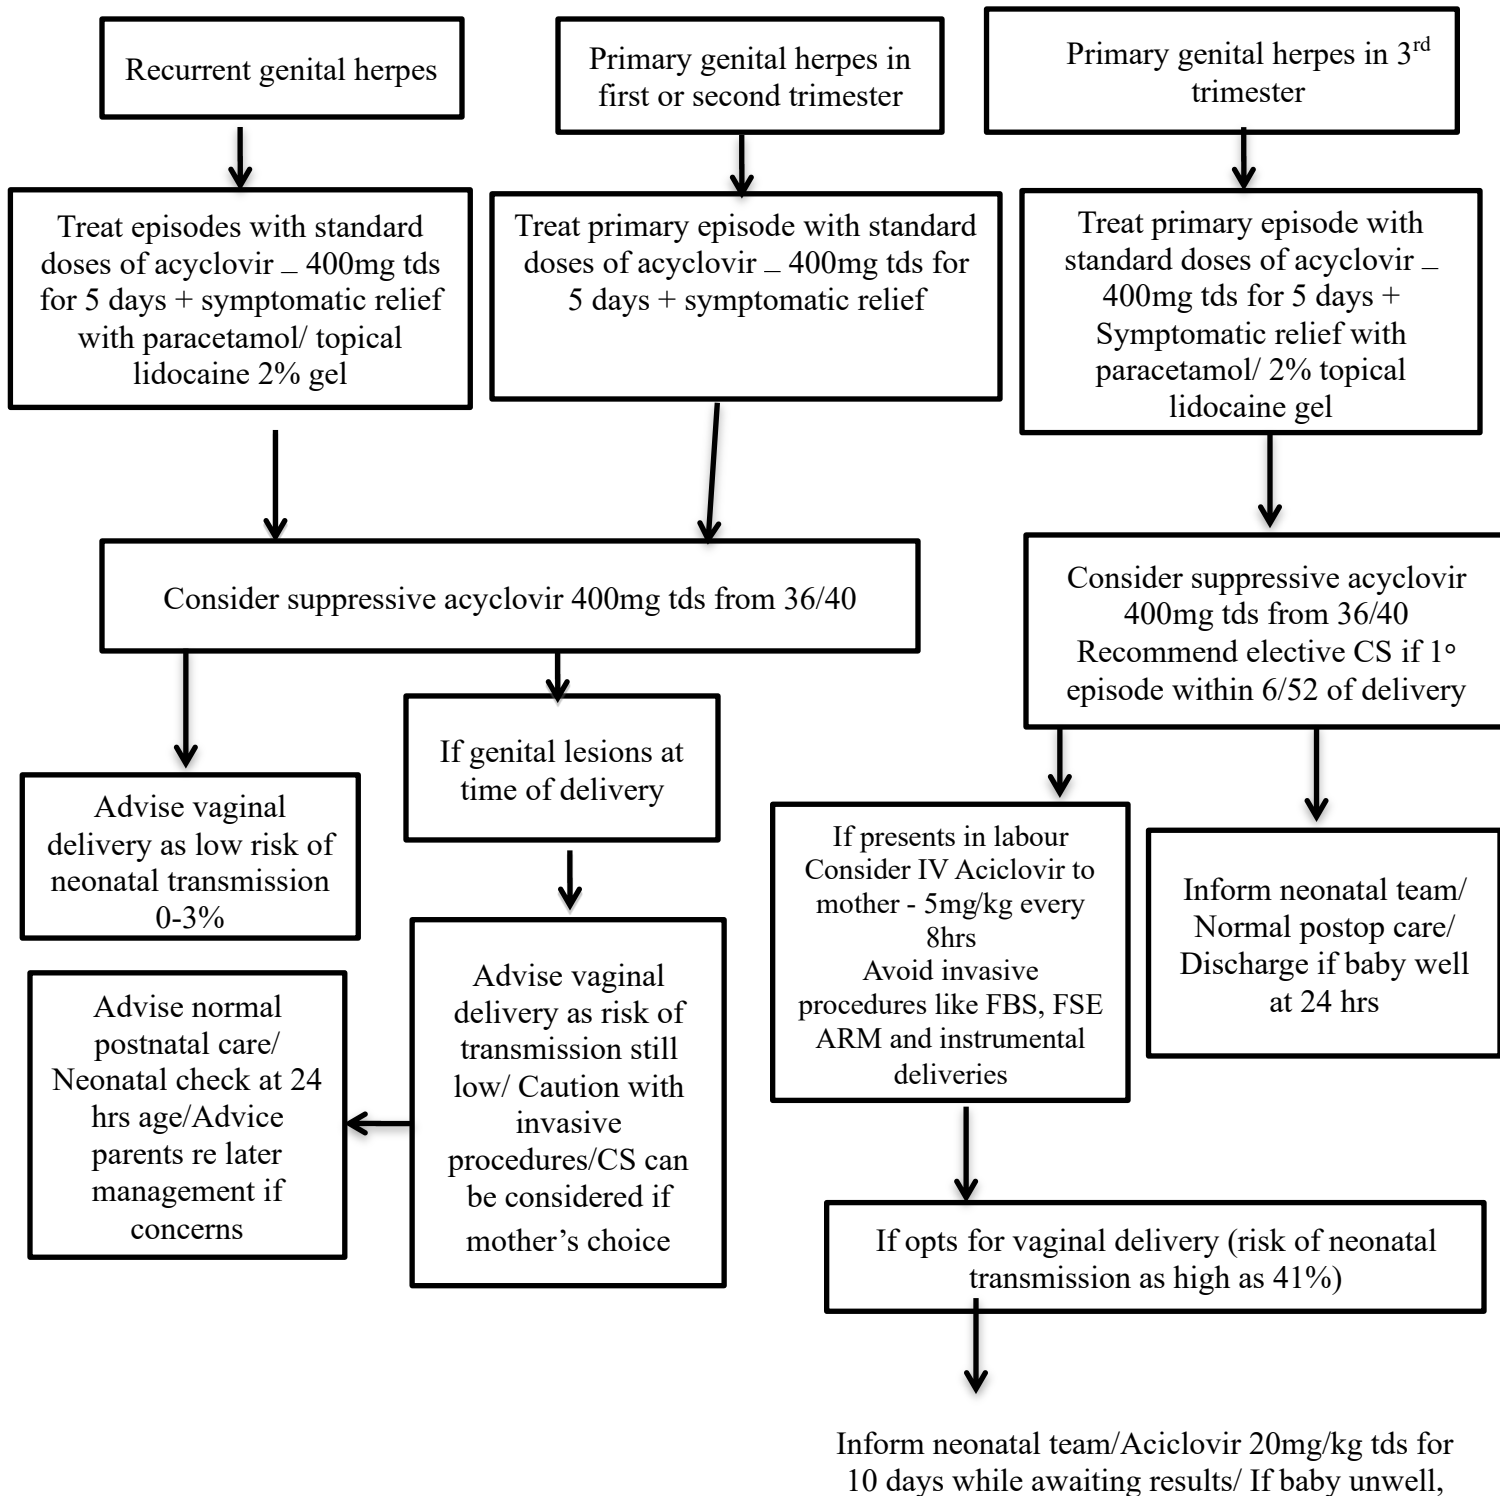 Recurrent genital herpes
Primary genital herpes in
first or second trimester
Primary genital herpes in 3rd
trimester
Treat episodes with standard
doses of acyclovir – 400mg tds
for 5 days + symptomatic relief
with paracetamol/ topical
lidocaine 2% gel
Treat primary episode with standard
doses of acyclovir – 400mg tds for
5 days + symptomatic relief
Treat primary episode with
standard doses of acyclovir –
400mg tds for 5 days +
Symptomatic relief with
paracetamol/ 2% topical
lidocaine gel
Consider suppressive acyclovir 400mg tds from 36/40
Consider suppressive acyclovir
400mg tds from 36/40
Recommend elective CS if 1°
episode within 6/52 of delivery
Advise vaginal
delivery as low risk of
neonatal transmission
0-3%
If genital lesions at
time of delivery
If presents in labour
Consider IV Aciclovir to
mother - 5mg/kg every
8hrs
Avoid invasive
procedures like FBS, FSE
ARM and instrumental
deliveries
Inform neonatal team/
Normal postop care/
Discharge if baby well
at 24 hrs
Advise normal
postnatal care/
Neonatal check at 24
hrs age/Advice
parents re later
management if
concerns
Advise vaginal
delivery as risk of
transmission still
low/ Caution with
invasive
procedures/CS can
be considered if
mother’s choice
If opts for vaginal delivery (risk of neonatal
transmission as high as 41%)
Inform neonatal team/Aciclovir 20mg/kg tds for
10 days while awaiting results/ If baby unwell,